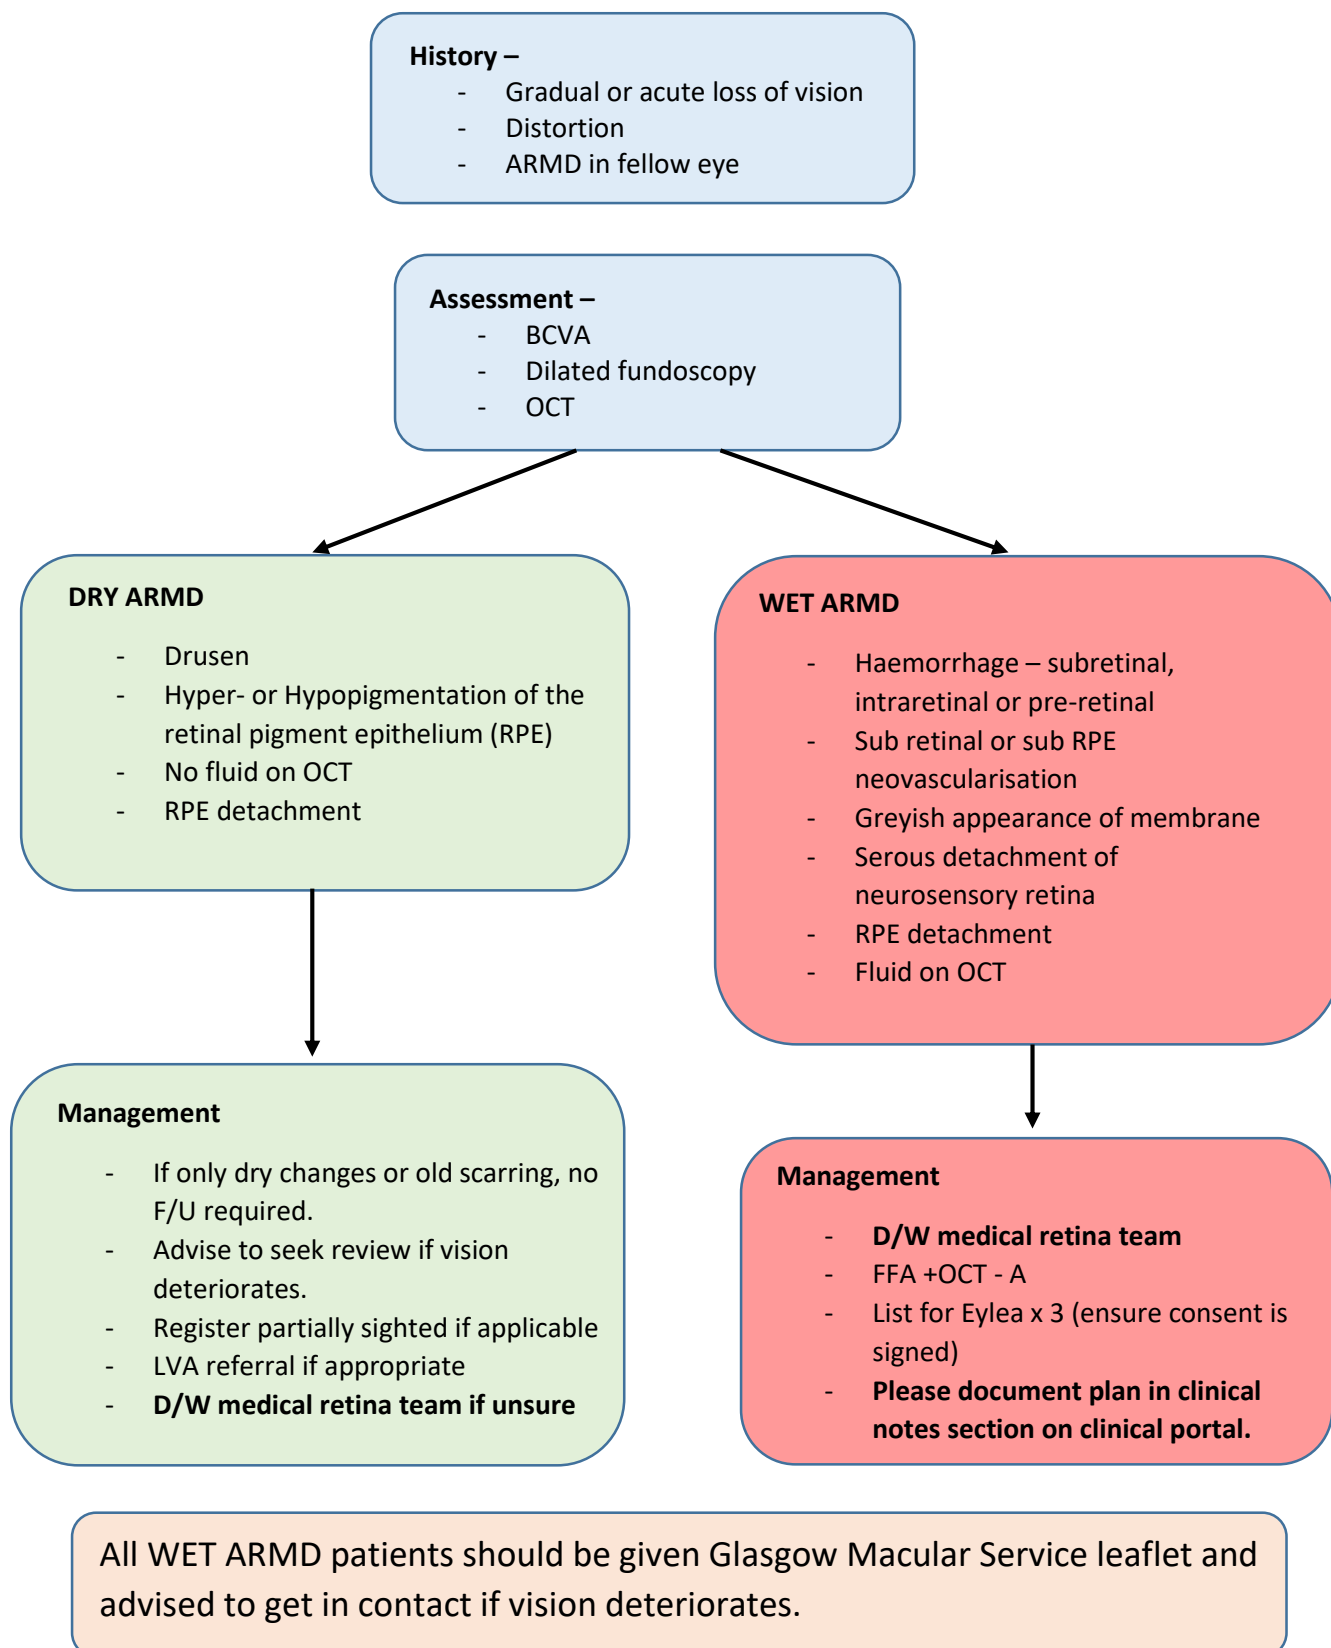 History –
- Gradual or acute loss of vision
- Distortion
- ARMD in fellow eye
Assessment –
- BCVA
- Dilated fundoscopy
- OCT
DRY ARMD
- Drusen
- Hyper- or Hypopigmentation of the
retinal pigment epithelium (RPE)
- No fluid on OCT
- RPE detachment
WET ARMD
- Haemorrhage – subretinal,
intraretinal or pre-retinal
- Sub retinal or sub RPE
neovascularisation
- Greyish appearance of membrane
- Serous detachment of
neurosensory retina
- RPE detachment
- Fluid on OCT
Management
- If only dry changes or old scarring, no
F/U required.
- Advise to seek review if vision
deteriorates.
- Register partially sighted if applicable
- LVA referral if appropriate
- D/W medical retina team if unsure
Management
- D/W medical retina team
- FFA +OCT - A
- List for Eylea x 3 (ensure consent is
signed)
- Please document plan in clinical
notes section on clinical portal.
All WET ARMD patients should be given Glasgow Macular Service leaflet and
advised to get in contact if vision deteriorates.